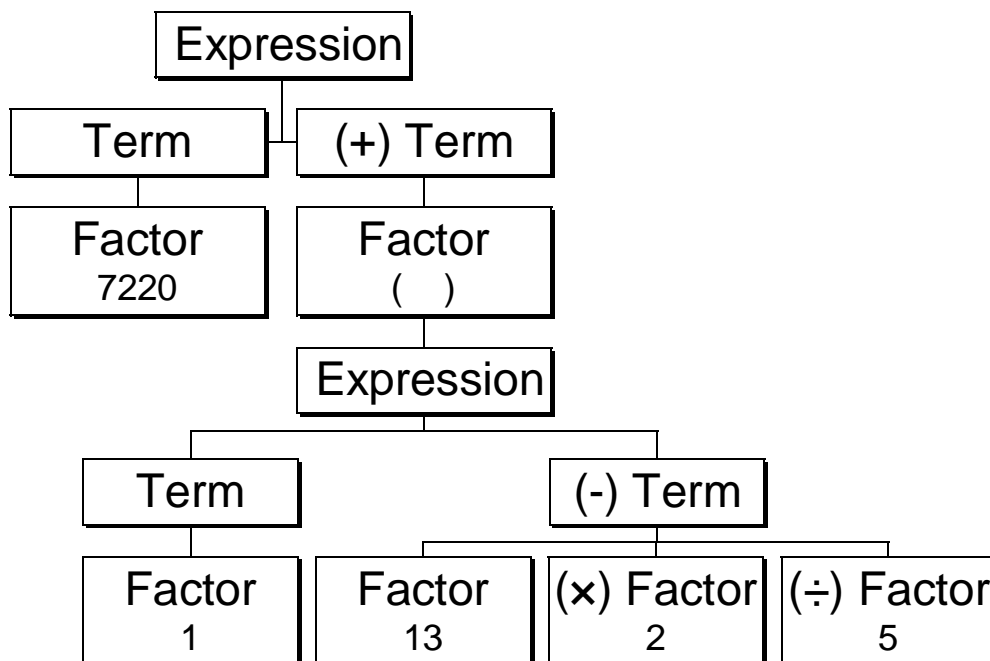 Expression
Term
(+) Term
Factor
7220
Factor
( )
Expression
Term
(-) Term
Factor
1
Factor
13
(×) Factor
2
(÷) Factor
5